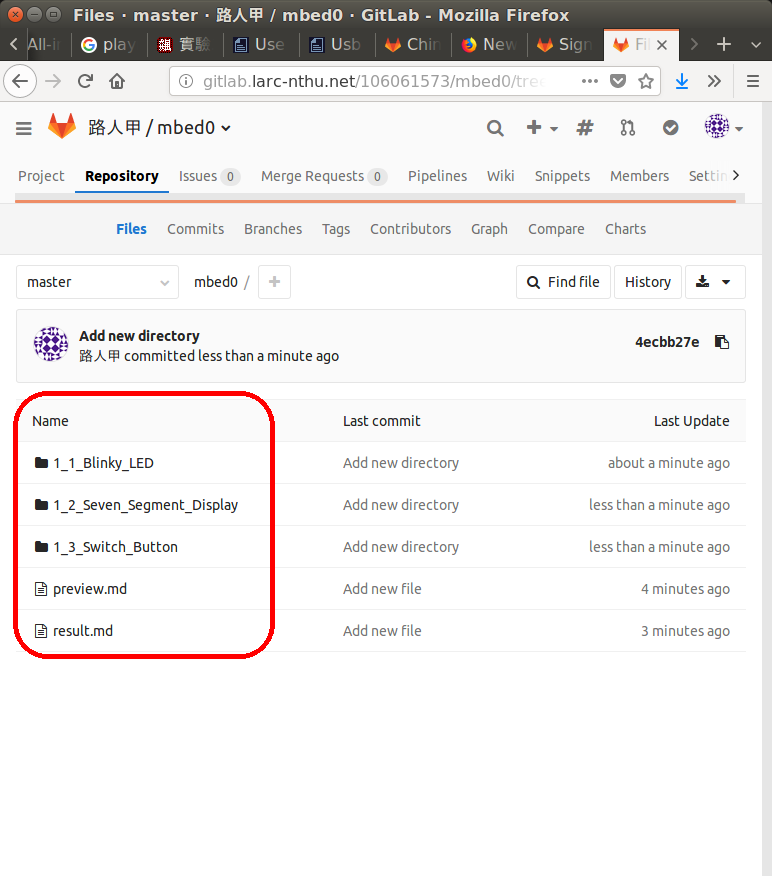 Files · master · 路人甲 / mbed0 · GitLab - Mozilla Firefox
All-in play 實驗 Use Usb Chin New Sign Fil
gitlab.larc-nthu.net/106061573/mbed0/tree
路人甲 / mbed0
Project Repository Issues 0 Merge Requests 0 Pipelines Wiki Snippets Members Settin
Files Commits Branches Tags Contributors Graph Compare Charts
master mbed0 / + Find file History
Add new directory
路人甲 committed less than a minute ago
4ecbb27e
Name Last commit Last Update
1_1_Blinky_LED Add new directory about a minute ago
1_2_Seven_Segment_Display Add new directory less than a minute ago
1_3_Switch_Button Add new directory less than a minute ago
preview.md Add new file 4 minutes ago
result.md Add new file 3 minutes ago